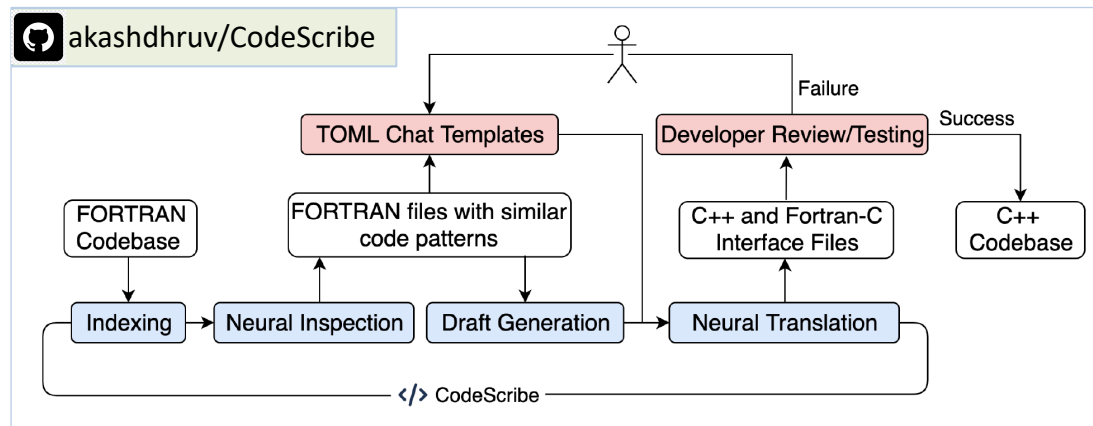 akashdhruv/CodeScribe
Failure
TOML Chat Templates
Developer Review/Testing
Success
FORTRAN
Codebase
FORTRAN files with similar
code patterns
C++ and Fortran-C
Interface Files
C++
Codebase
Indexing
Neural Inspection
Draft Generation
Neural Translation
</> CodeScribe